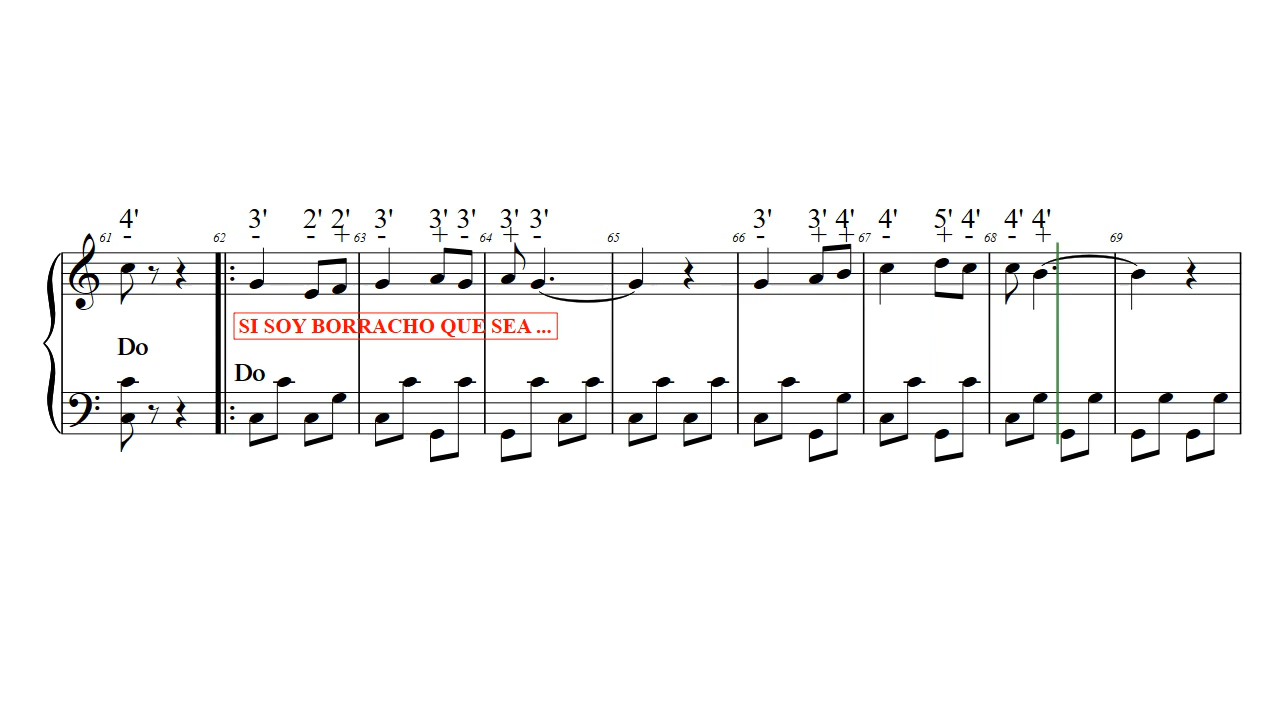 4' 3' 2' 2' 3' 3' 3' 3' 3' 3' 3' 4' 4' 5' 4' 4' 4'
- - - + - + - + - - + + - + - - +
61 62 63 64 65 66 67 68 69
SI SOY BORRACHO QUE SEA ...
Do
Do